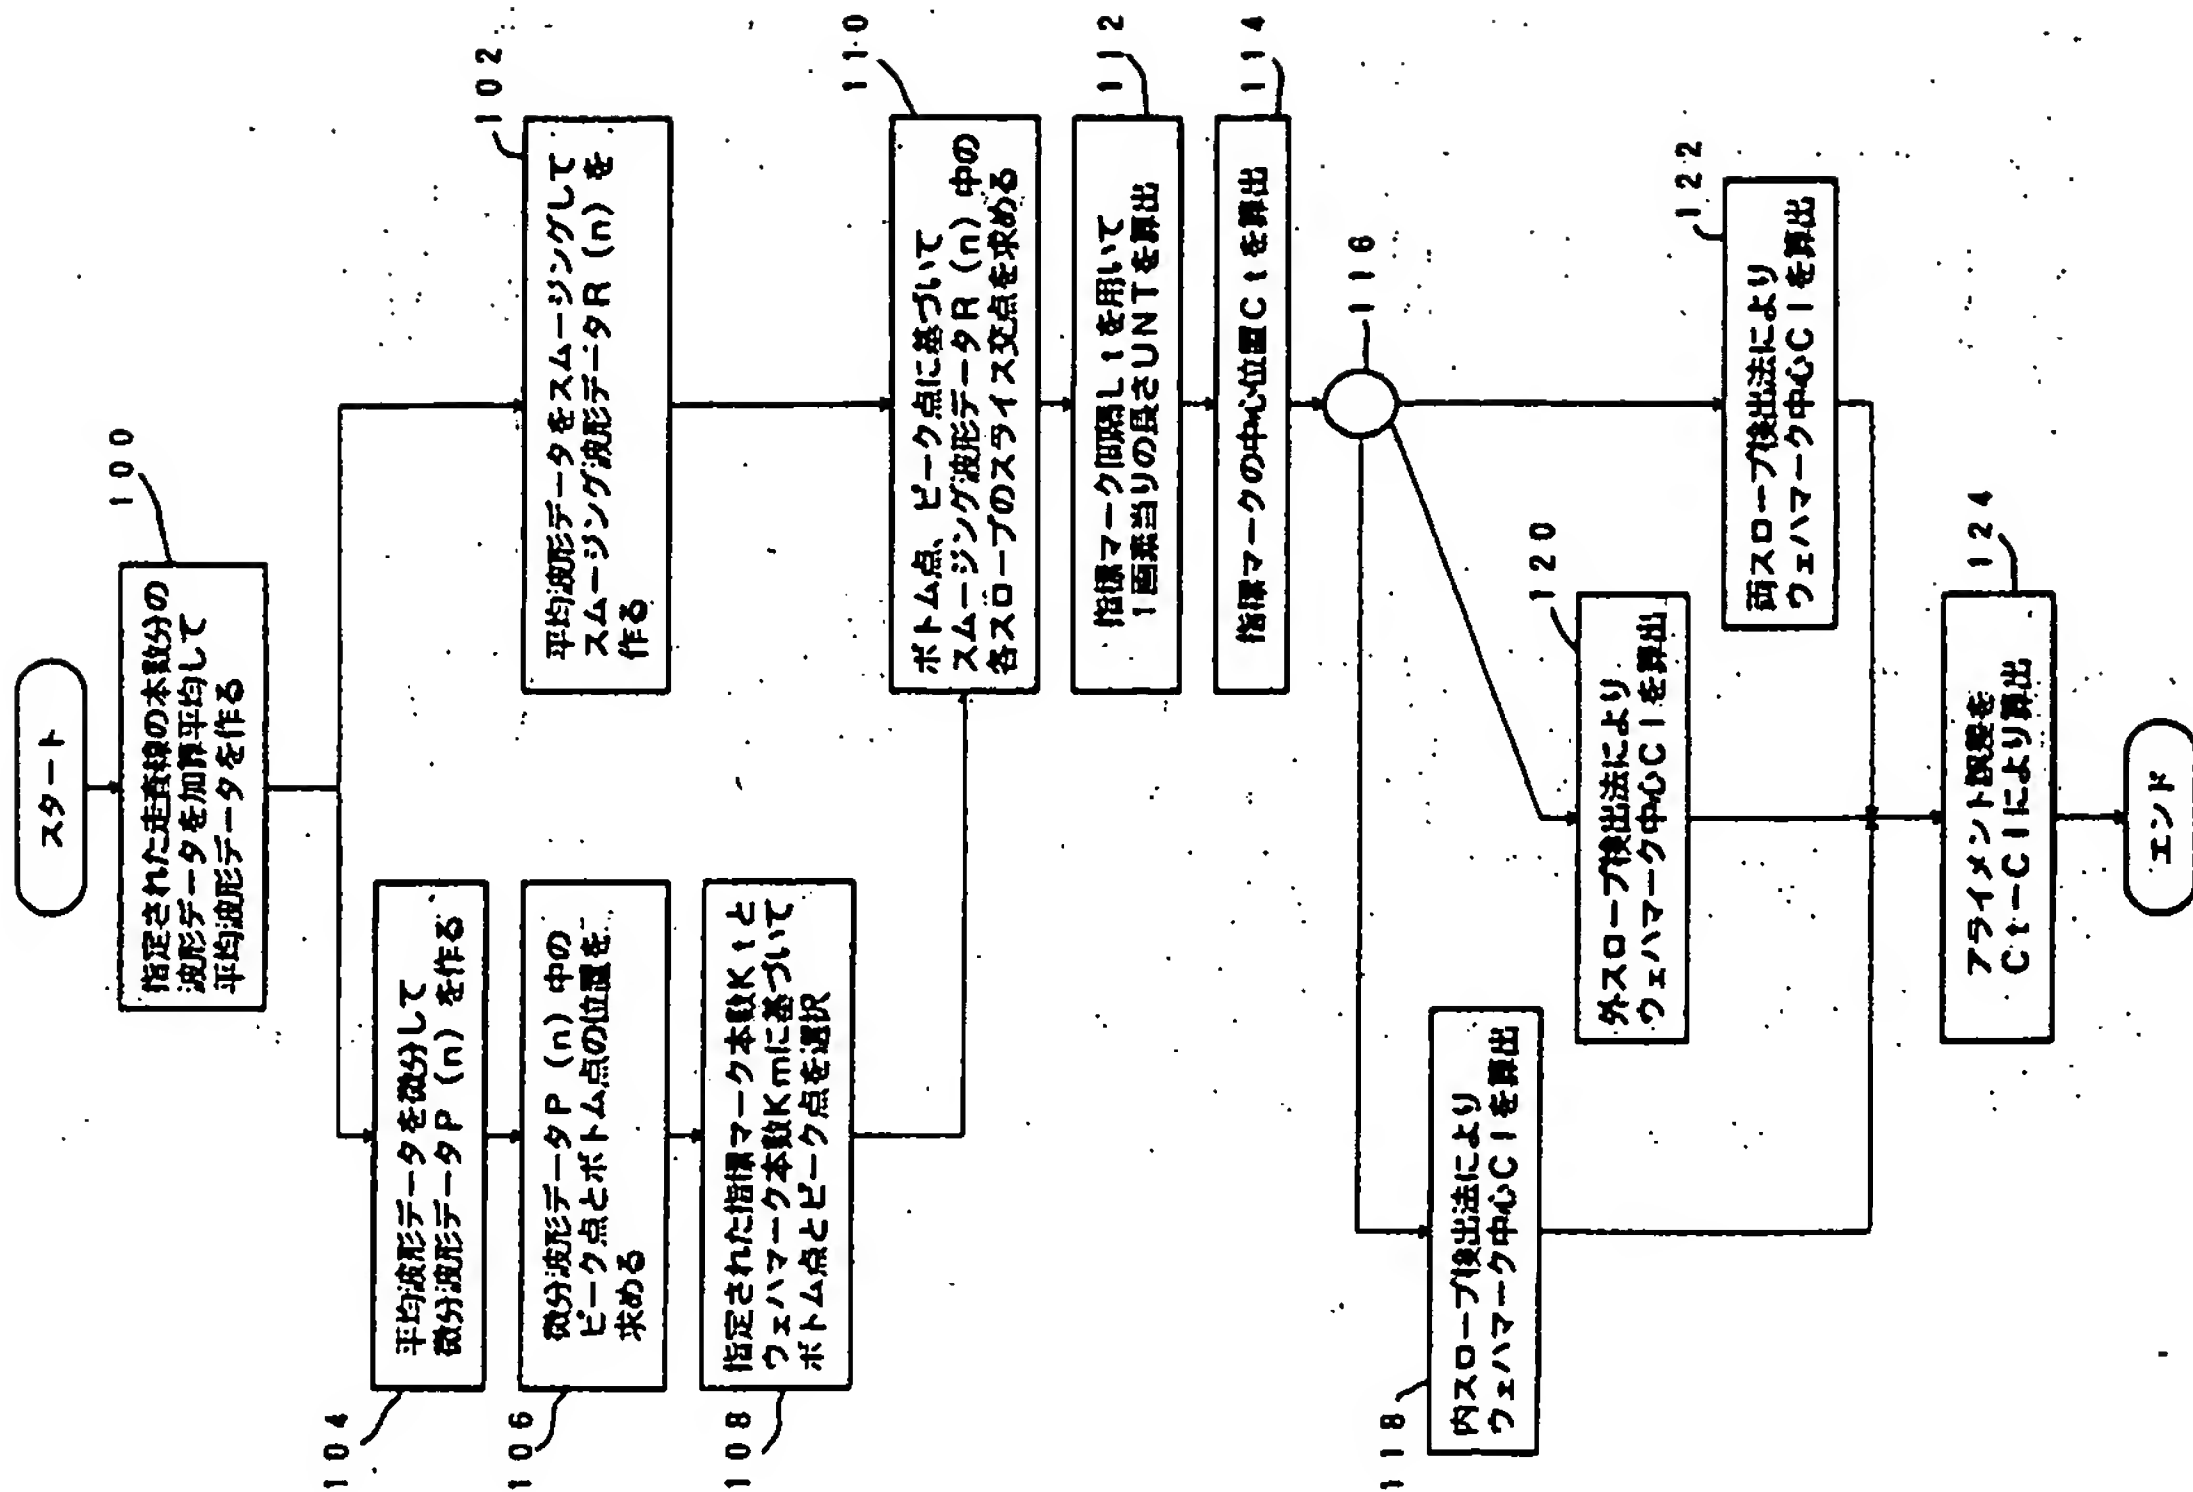 スタート
100
指定された走査線の本数分の
波形データを加算平均して
平均波形データを作る
104
平均波形データを微分して
微分波形データP (n) を作る
102
平均波形データをスムージングして
スムージング波形データR (n) を
作る
106
微分波形データP (n) 中の
ピーク点とボトム点の位置を
求める
108
指定された指標マーク本数Ktと
ウェハマーク本数Kmに基づいて
ボトム点とピーク点を選択
110
ボトム点、ピーク点に基づいて
スムージング波形データR (n) 中の
各スロープのスライス交点を求める
112
指標マーク間隔Ltを用いて
1画素当りの長さUNTを算出
114
指標マークの中心位置Ctを算出
116
118
内スロープ検出法により
ウェハマーク中心Clを算出
120
外スロープ検出法により
ウェハマーク中心Clを算出
122
両スロープ検出法により
ウェハマーク中心Clを算出
124
アライメント誤差を
Ct－Clにより算出
エンド